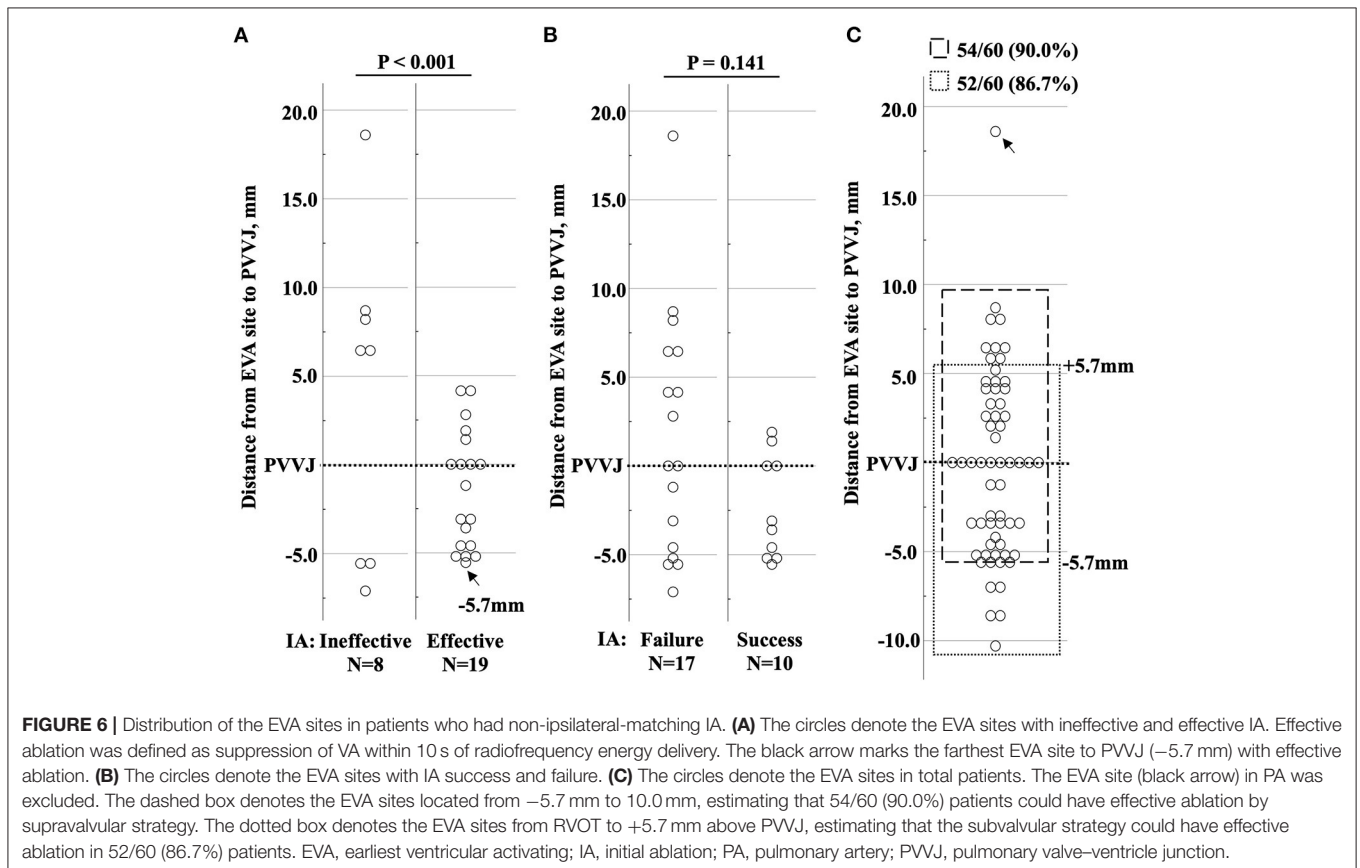 A
P < 0.001
Distance from EVA site to PVVJ, mm
20.0
15.0
10.0
5.0
PVVJ
-5.0
-5.7mm
IA: Ineffective Effective
N=8 N=19
B
P = 0.141
Distance from EVA site to PVVJ, mm
20.0
15.0
10.0
5.0
PVVJ
-5.0
IA: Failure Success
N=17 N=10
C
54/60 (90.0%)
52/60 (86.7%)
Distance from EVA site to PVVJ, mm
20.0
15.0
10.0
5.0
+5.7mm
PVVJ
-5.0
-5.7mm
-10.0
FIGURE 6 | Distribution of the EVA sites in patients who had non-ipsilateral-matching IA. (A) The circles denote the EVA sites with ineffective and effective IA. Effective
ablation was defined as suppression of VA within 10 s of radiofrequency energy delivery. The black arrow marks the farthest EVA site to PVVJ (−5.7 mm) with effective
ablation. (B) The circles denote the EVA sites with IA success and failure. (C) The circles denote the EVA sites in total patients. The EVA site (black arrow) in PA was
excluded. The dashed box denotes the EVA sites located from −5.7 mm to 10.0 mm, estimating that 54/60 (90.0%) patients could have effective ablation by
supravalvular strategy. The dotted box denotes the EVA sites from RVOT to +5.7 mm above PVVJ, estimating that the subvalvular strategy could have effective
ablation in 52/60 (86.7%) patients. EVA, earliest ventricular activating; IA, initial ablation; PA, pulmonary artery; PVVJ, pulmonary valve–ventricle junction.